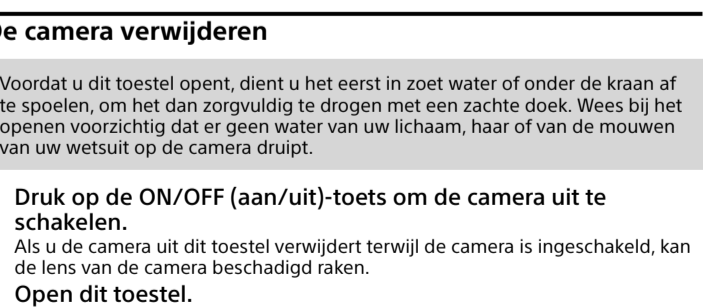 De camera verwijderen
Voordat u dit toestel opent, dient u het eerst in zoet water of onder de kraan af
te spoelen, om het dan zorgvuldig te drogen met een zachte doek. Wees bij het
openen voorzichtig dat er geen water van uw lichaam, haar of van de mouwen
van uw wetsuit op de camera druipt.
Druk op de ON/OFF (aan/uit)-toets om de camera uit te
schakelen.
Als u de camera uit dit toestel verwijdert terwijl de camera is ingeschakeld, kan
de lens van de camera beschadigd raken.
Open dit toestel.